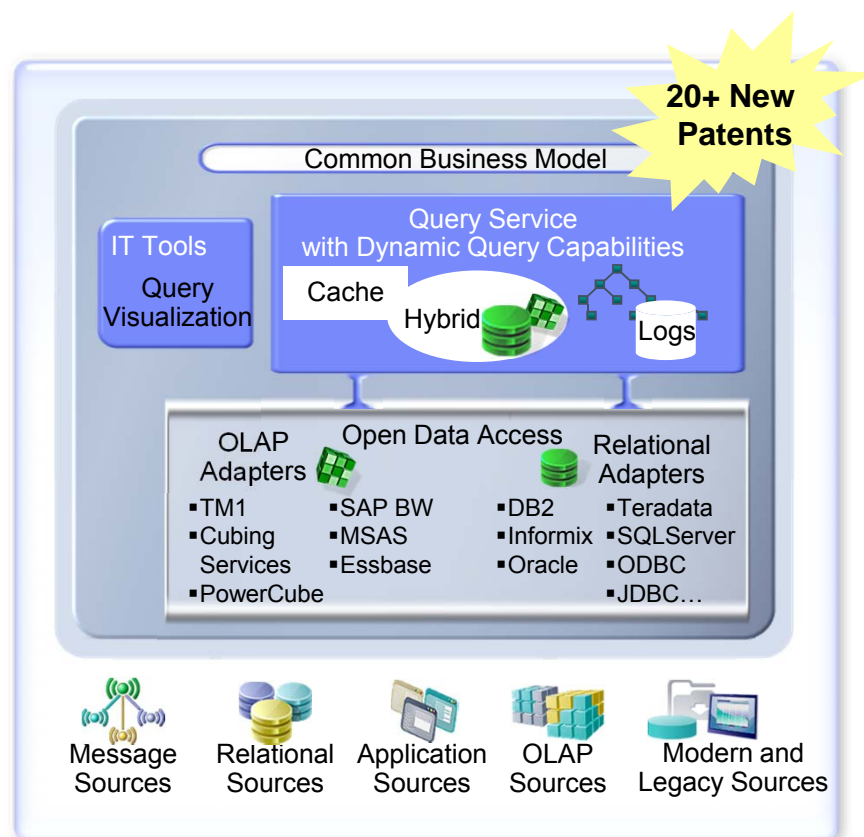 20+ New
Patents
Common Business Model
IT Tools
Query
Visualization
Query Service
with Dynamic Query Capabilities
Cache
Hybrid
Logs
Open Data Access
OLAP
Adapters
Relational
Adapters
▪TM1
▪Cubing
Services
▪PowerCube
▪SAP BW
▪MSAS
▪Essbase
▪DB2
▪Informix
▪Oracle
▪Teradata
▪SQLServer
▪ODBC
▪JDBC…
Message
Sources
Relational
Sources
Application
Sources
OLAP
Sources
Modern and
Legacy Sources